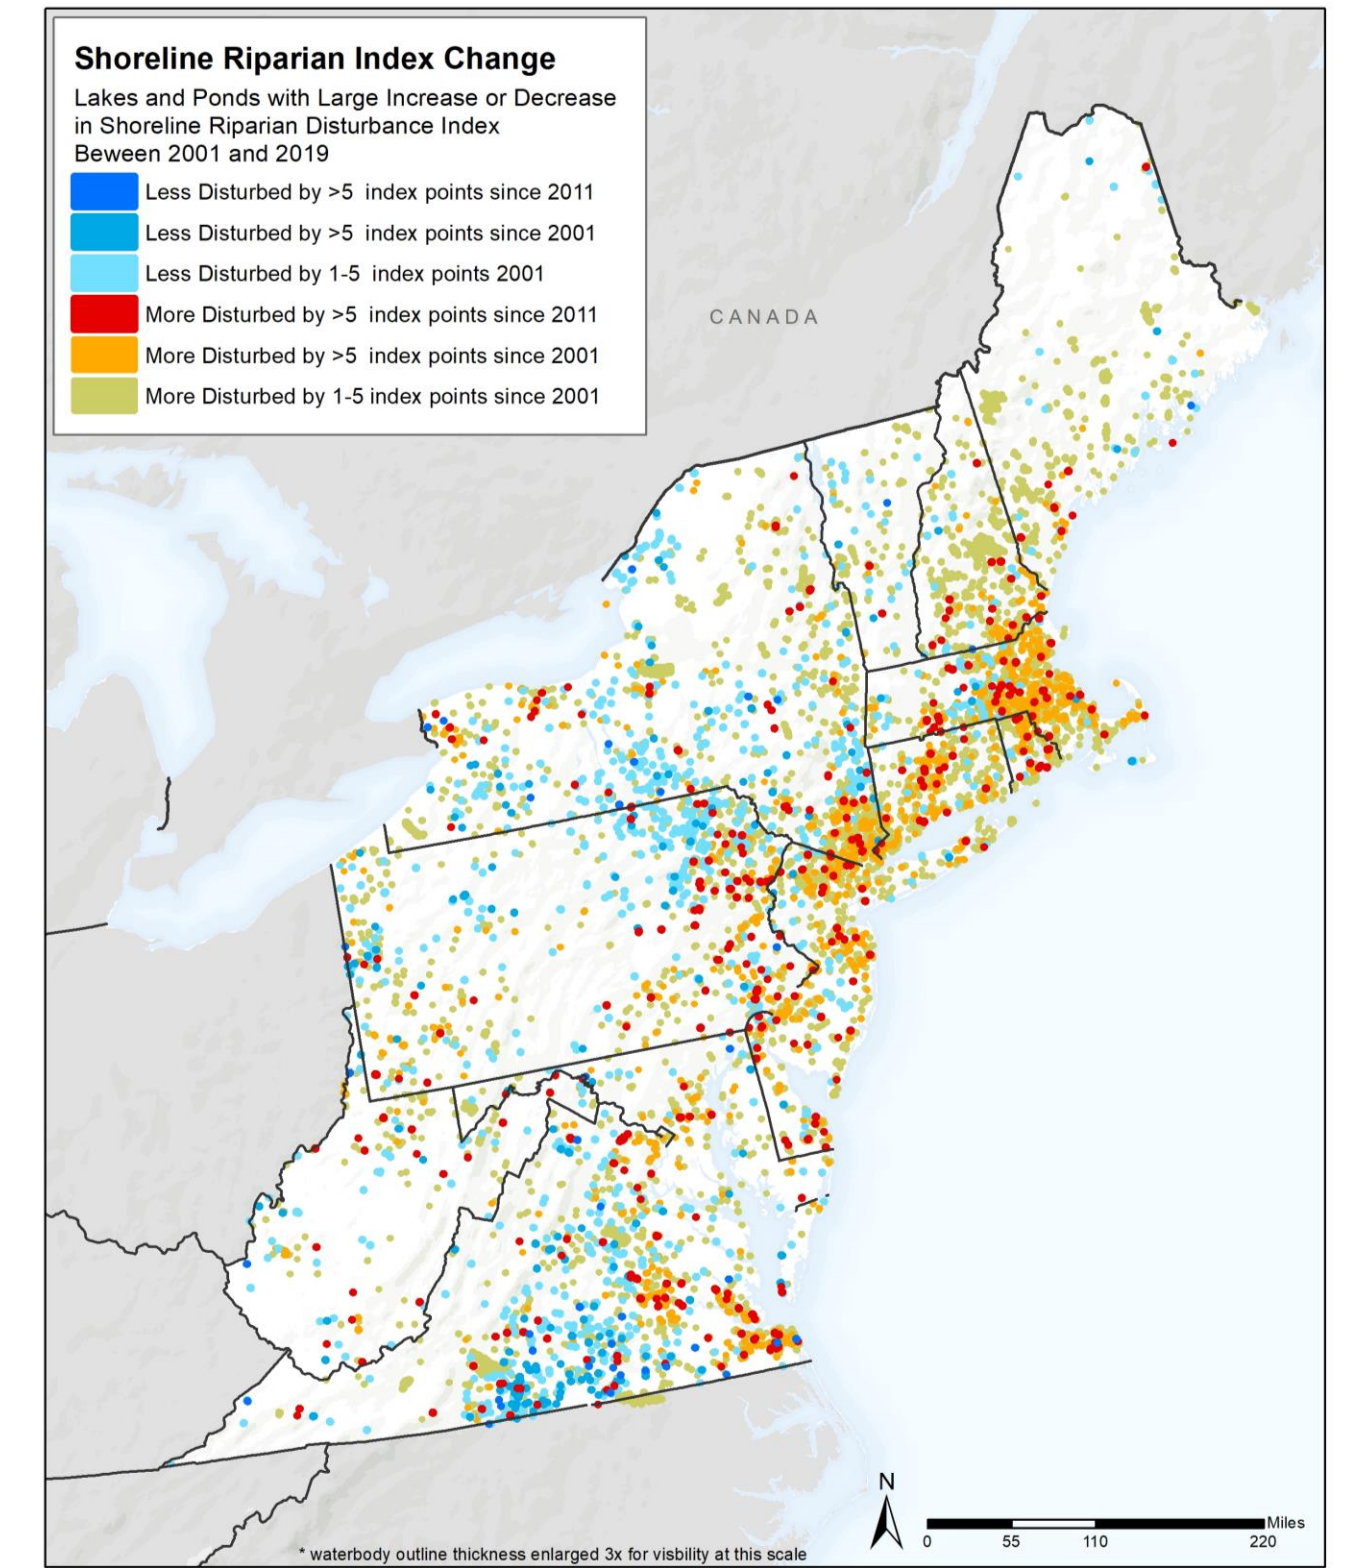 Shoreline Riparian Index Change
Lakes and Ponds with Large Increase or Decrease
in Shoreline Riparian Disturbance Index
Beween 2001 and 2019
Less Disturbed by >5 index points since 2011
Less Disturbed by >5 index points since 2001
Less Disturbed by 1-5 index points 2001
More Disturbed by >5 index points since 2011
More Disturbed by >5 index points since 2001
More Disturbed by 1-5 index points since 2001
CANADA
N
Miles
0 55 110 220
* waterbody outline thickness enlarged 3x for visbility at this scale